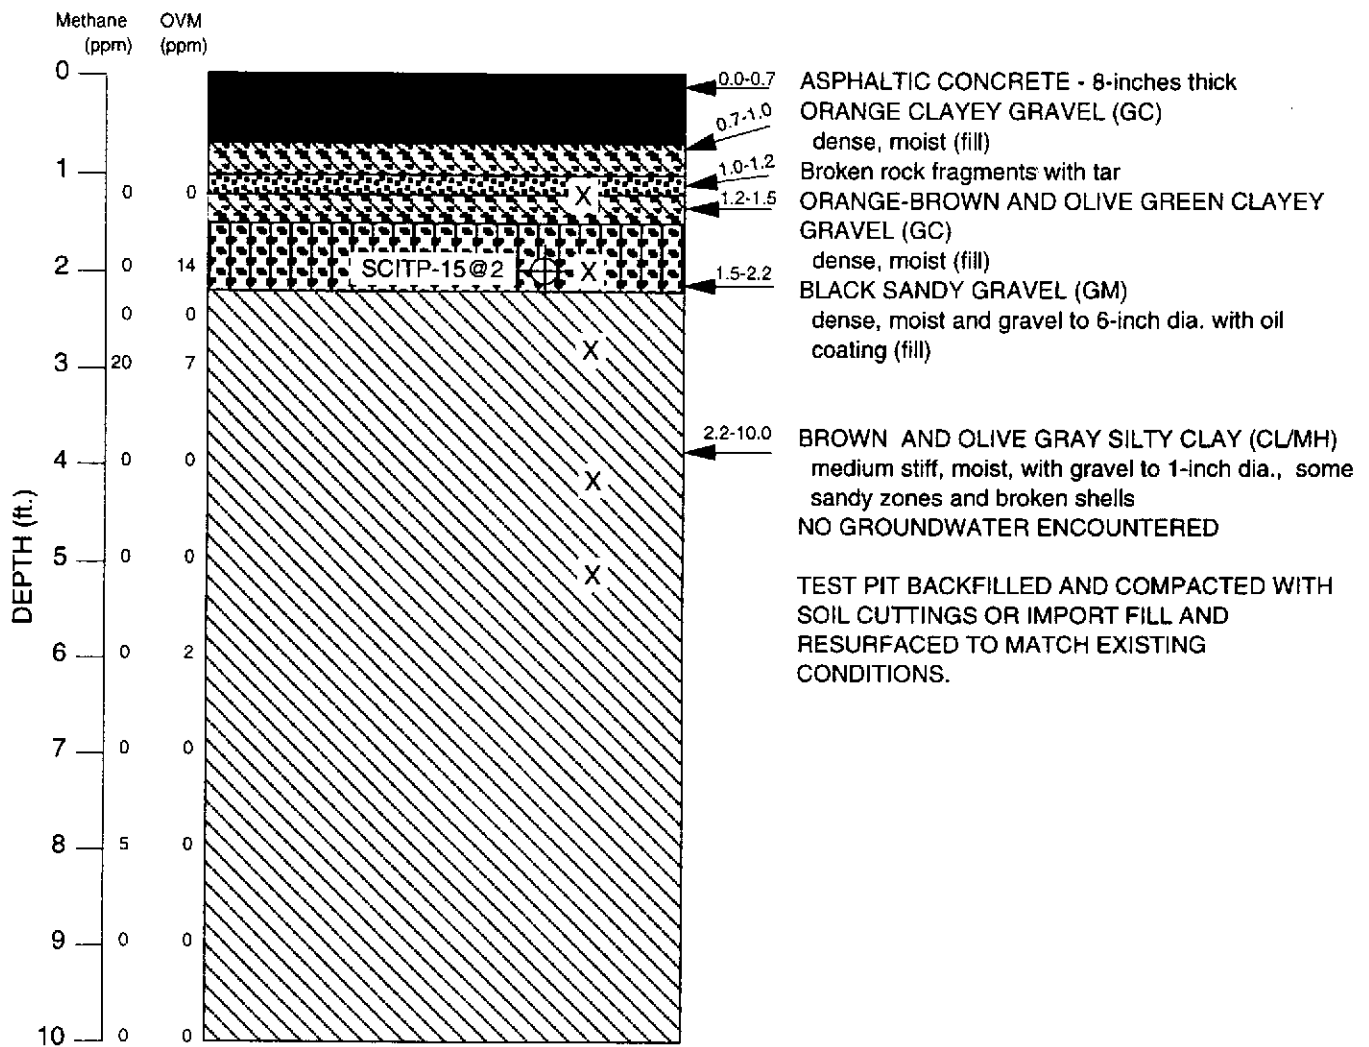 Methane OVM
(ppm) (ppm)
0
0.0-0.7 ASPHALTIC CONCRETE - 8-inches thick
0.7-1.0 ORANGE CLAYEY GRAVEL (GC)
dense, moist (fill)
1
1.0-1.2 Broken rock fragments with tar
0 0 X
1.2-1.5 ORANGE-BROWN AND OLIVE GREEN CLAYEY
GRAVEL (GC)
dense, moist (fill)
2 0 14 SCITP-15@2 X
1.5-2.2 BLACK SANDY GRAVEL (GM)
dense, moist and gravel to 6-inch dia. with oil
coating (fill)
0 0
X
3 20 7
2.2-10.0 BROWN AND OLIVE GRAY SILTY CLAY (CL/MH)
medium stiff, moist, with gravel to 1-inch dia., some
sandy zones and broken shells
4 0 0
X
NO GROUNDWATER ENCOUNTERED
5 0 0
X
TEST PIT BACKFILLED AND COMPACTED WITH
SOIL CUTTINGS OR IMPORT FILL AND
RESURFACED TO MATCH EXISTING
CONDITIONS.
DEPTH (ft.)
6 0 2
7 0 0
8 5 0
9 0 0
10 0 0